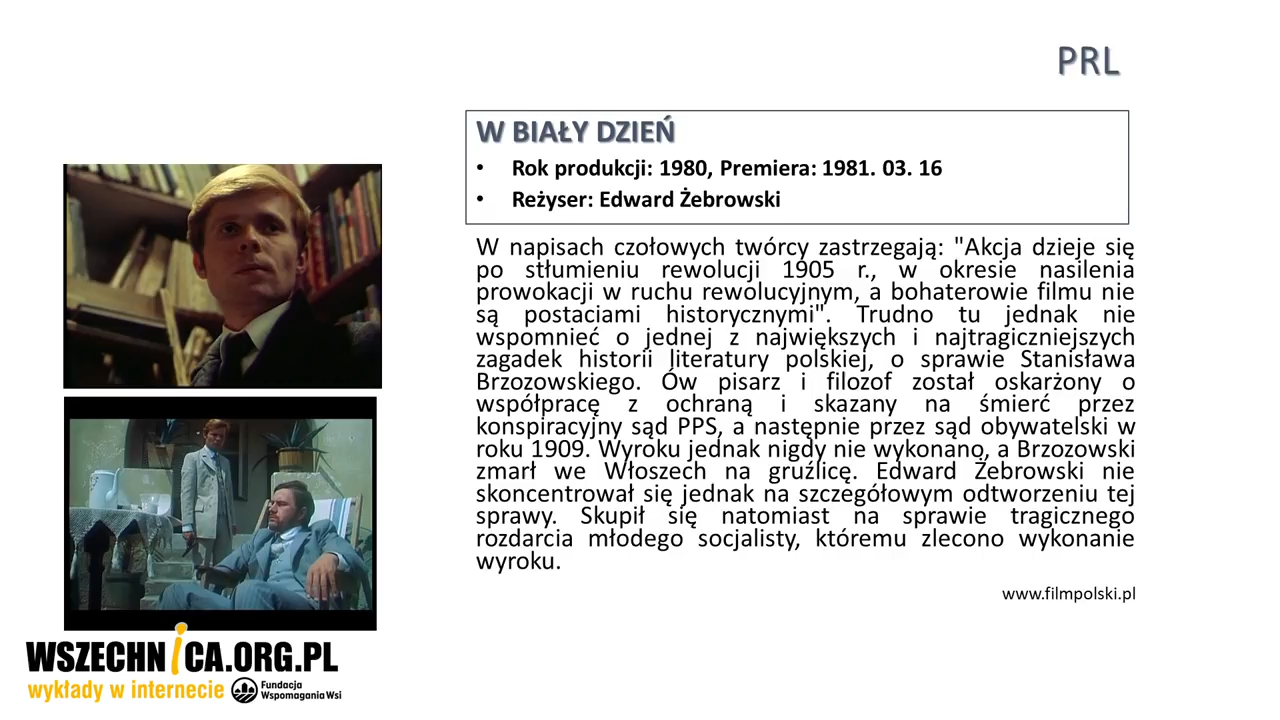 PRL
W BIAŁY DZIEŃ
• Rok produkcji: 1980, Premiera: 1981. 03. 16
• Reżyser: Edward Żebrowski
W napisach czołowych twórcy zastrzegają: "Akcja dzieje się
po stłumieniu rewolucji 1905 r., w okresie nasilenia
prowokacji w ruchu rewolucyjnym, a bohaterowie filmu nie
są postaciami historycznymi". Trudno tu jednak nie
wspomnieć o jednej z największych i najtragiczniejszych
zagadek historii literatury polskiej, o sprawie Stanisława
Brzozowskiego. Ów pisarz i filozof został oskarżony o
współpracę z ochraną i skazany na śmierć przez
konspiracyjny sąd PPS, a następnie przez sąd obywatelski w
roku 1909. Wyroku jednak nigdy nie wykonano, a Brzozowski
zmarł we Włoszech na gruźlicę. Edward Żebrowski nie
skoncentrował się jednak na szczegółowym odtworzeniu tej
sprawy. Skupił się natomiast na sprawie tragicznego
rozdarcia młodego socjalisty, któremu zlecono wykonanie
wyroku.
www.filmpolski.pl
WSZECHNiCA.ORG.PL
wykłady w internecie
Fundacja
Wspomagania Wsi